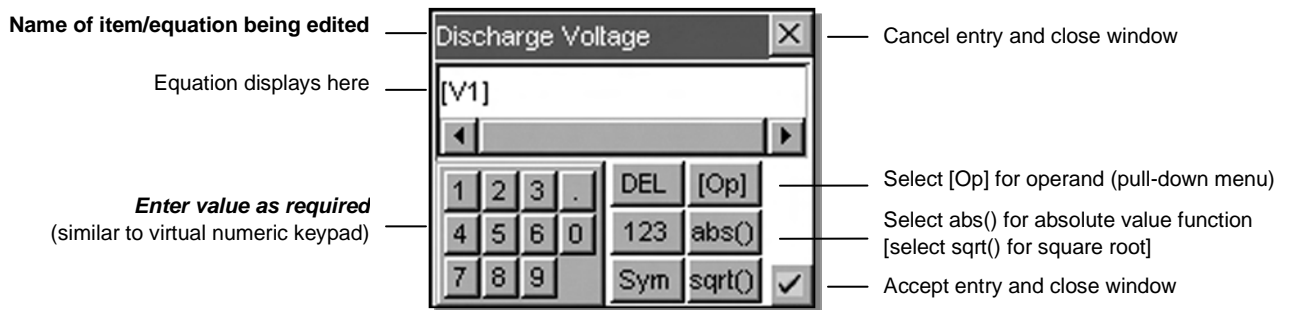 Name of item/equation being edited
Discharge Voltage
Cancel entry and close window
Equation displays here
[V1]
Enter value as required
(similar to virtual numeric keypad)
1 2 3 . DEL [Op]
4 5 6 0 123 abs()
7 8 9 Sym sqrt()
Select [Op] for operand (pull-down menu)
Select abs() for absolute value function
[select sqrt() for square root]
Accept entry and close window